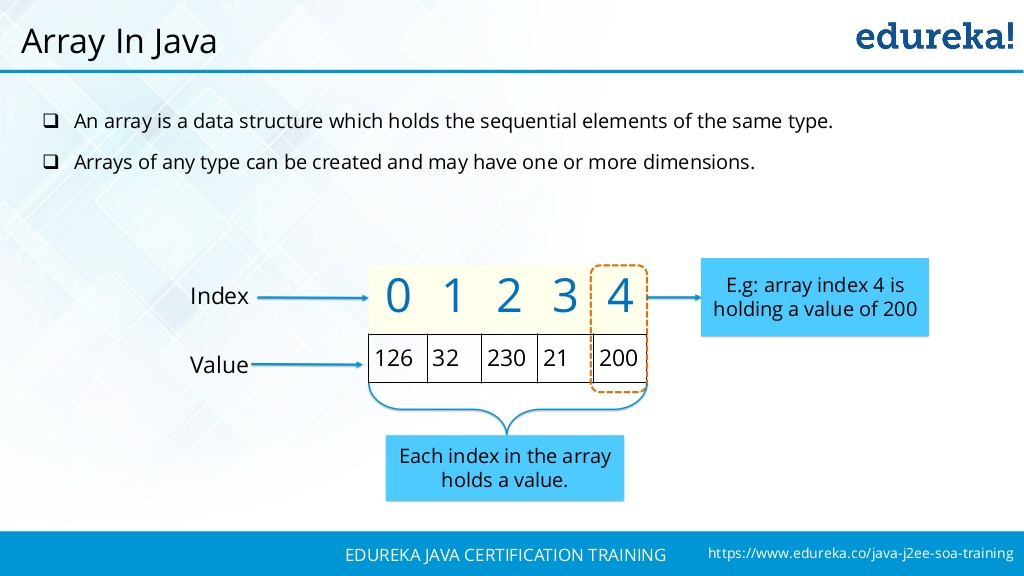 Array In Java
edureka!
❑ An array is a data structure which holds the sequential elements of the same type.
❑ Arrays of any type can be created and may have one or more dimensions.
Index
0 1 2 3 4
E.g: array index 4 is
holding a value of 200
Value
126 32 230 21 200
Each index in the array
holds a value.
EDUREKA JAVA CERTIFICATION TRAINING
https://www.edureka.co/java-j2ee-soa-training